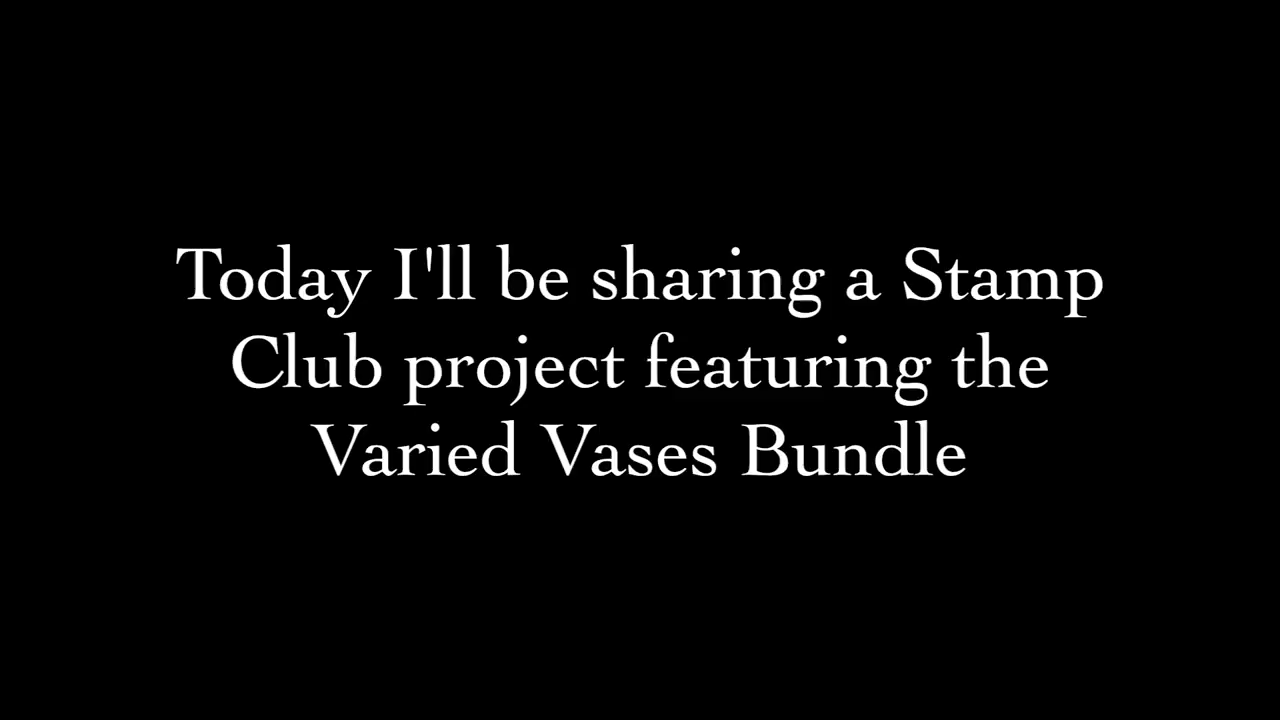 Today I'll be sharing a Stamp
Club project featuring the
Varied Vases Bundle